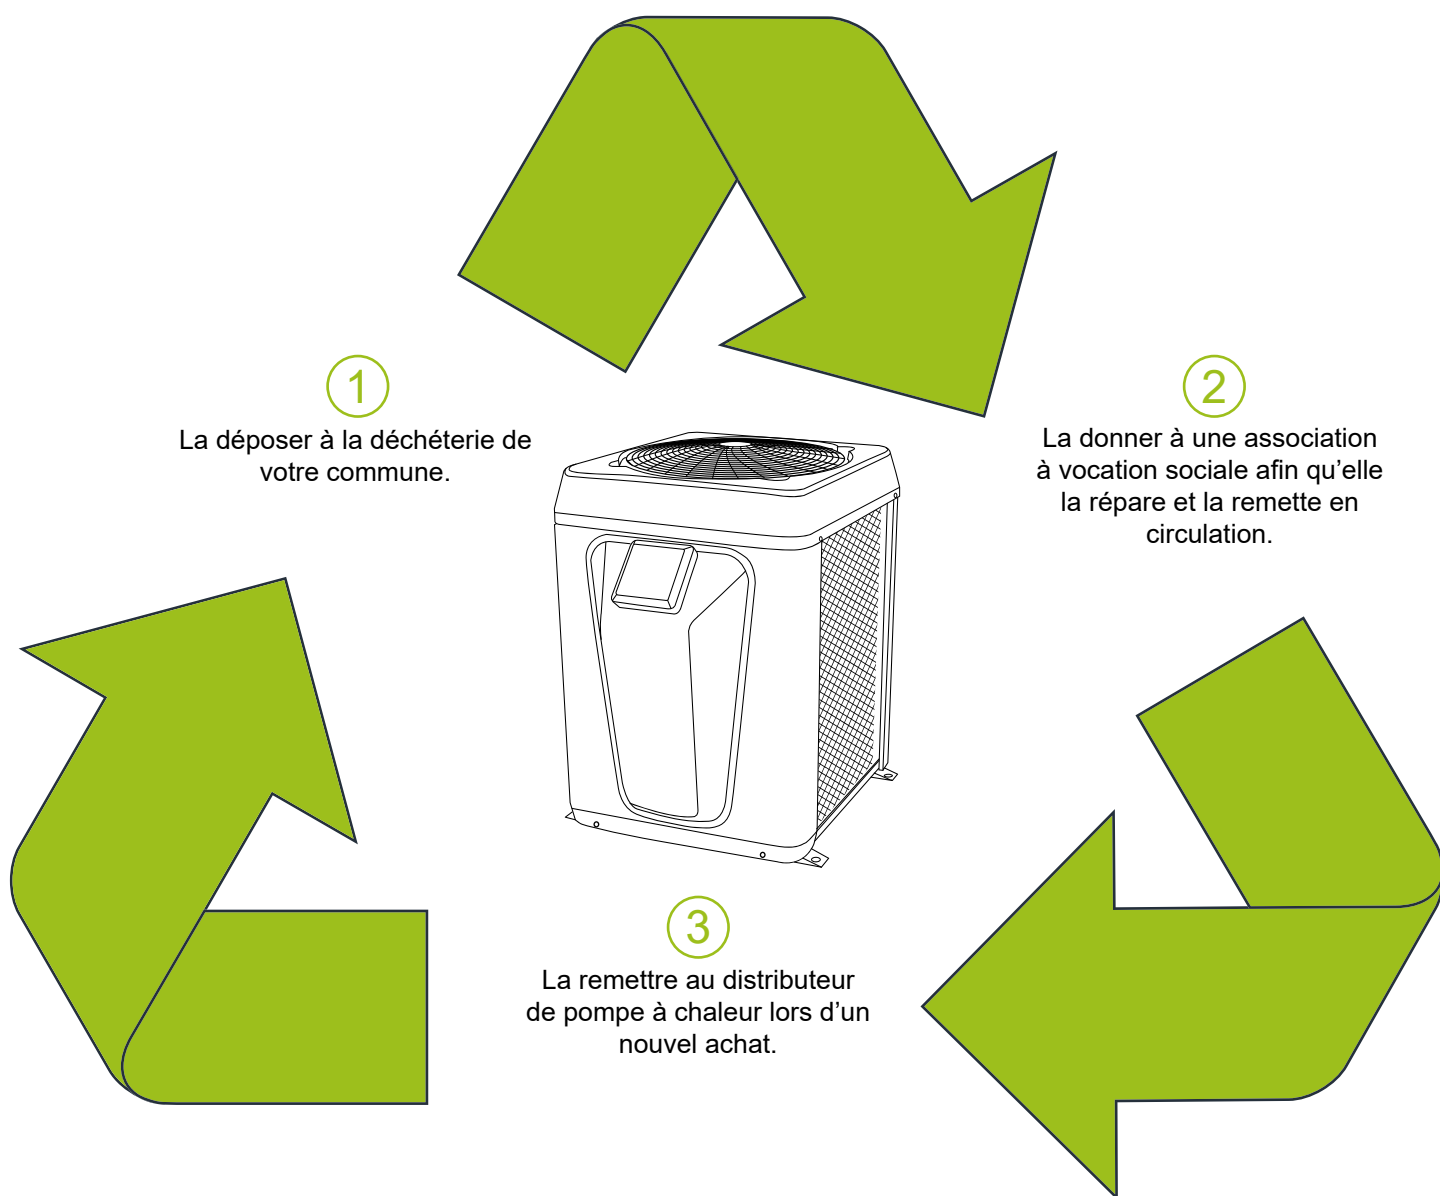 1
La déposer à la déchéterie de
votre commune.
2
La donner à une association
à vocation sociale afin qu’elle
la répare et la remette en
circulation.
3
La remettre au distributeur
de pompe à chaleur lors d’un
nouvel achat.